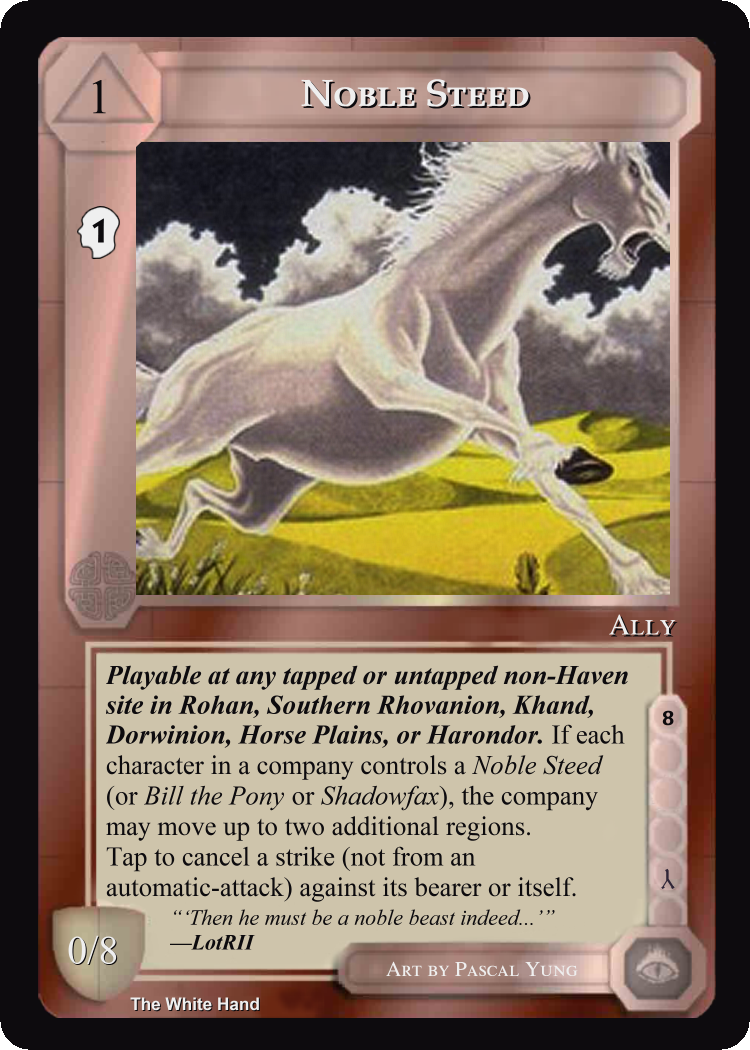 1
NOBLE STEED
1
ALLY
Playable at any tapped or untapped non-Haven
site in Rohan, Southern Rhovanion, Khand,
Dorwinion, Horse Plains, or Harondor. If each
character in a company controls a Noble Steed
(or Bill the Pony or Shadowfax), the company
may move up to two additional regions.
Tap to cancel a strike (not from an
automatic-attack) against its bearer or itself.
“‘Then he must be a noble beast indeed...’”
—LotRII
8
0/8
ART BY PASCAL YUNG
The White Hand